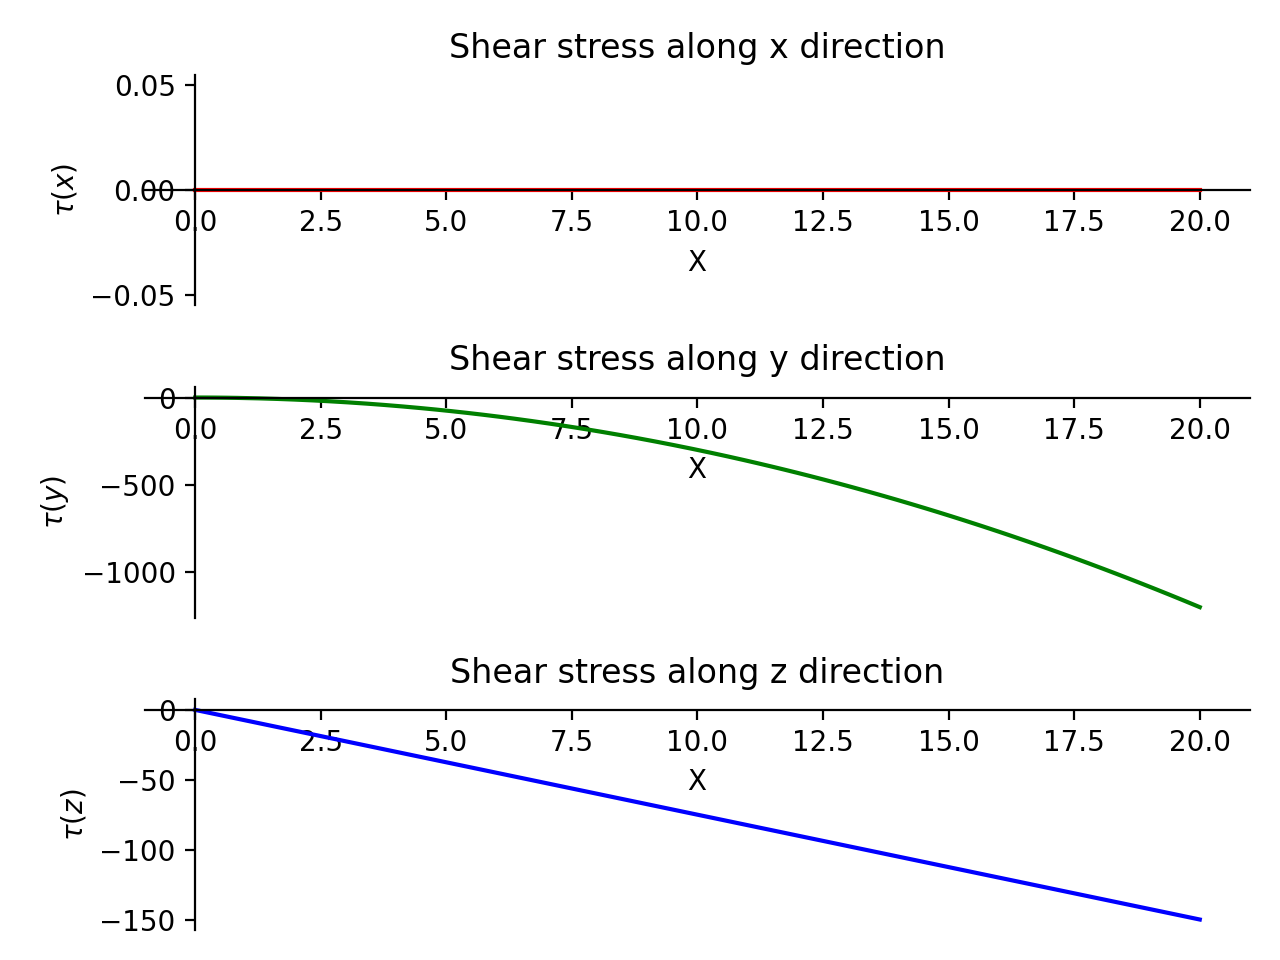 Shear stress along x direction
0.05
τ(x)
0.00
0.0 2.5 5.0 7.5 10.0 12.5 15.0 17.5 20.0
X
−0.05
Shear stress along y direction
0
0.0 2.5 5.0 7.5 10.0 12.5 15.0 17.5 20.0
X
τ(y)
−500
−1000
Shear stress along z direction
0
0.0 2.5 5.0 7.5 10.0 12.5 15.0 17.5 20.0
X
−50
τ(z)
−100
−150